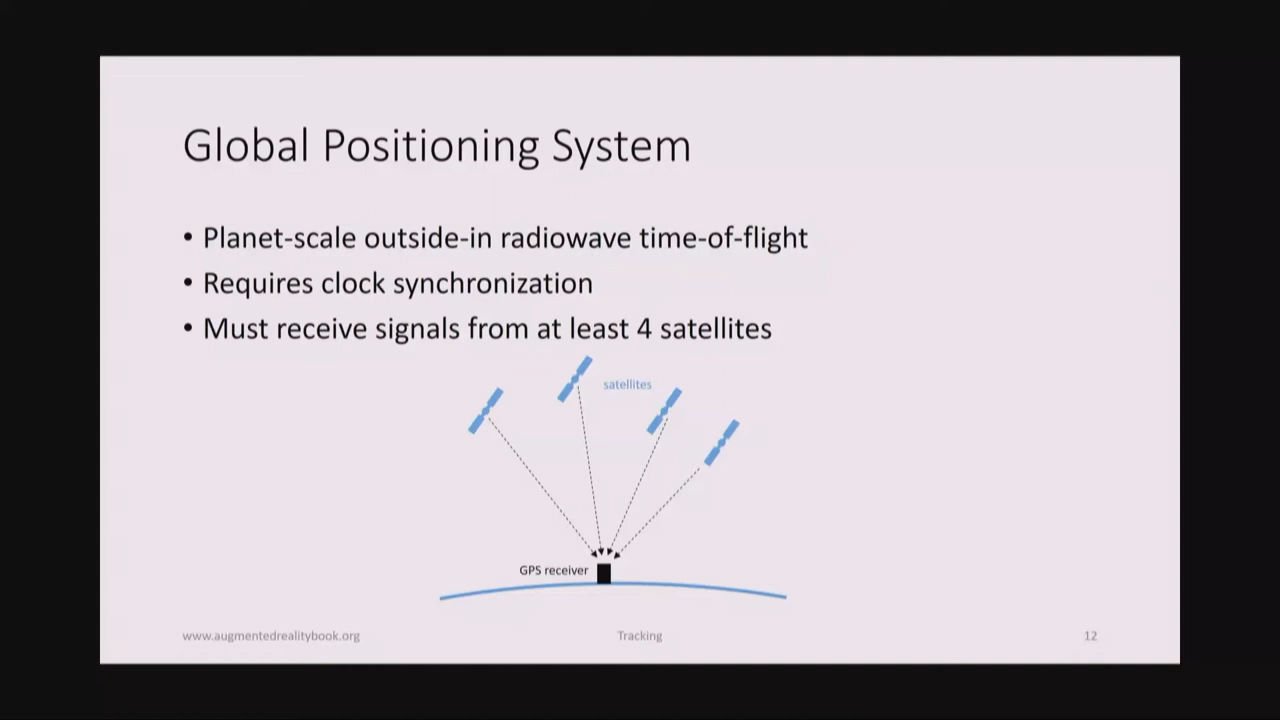 Global Positioning System
• Planet-scale outside-in radiowave time-of-flight
• Requires clock synchronization
• Must receive signals from at least 4 satellites
satellites
GPS receiver
www.augmentedrealitybook.org
Tracking
12